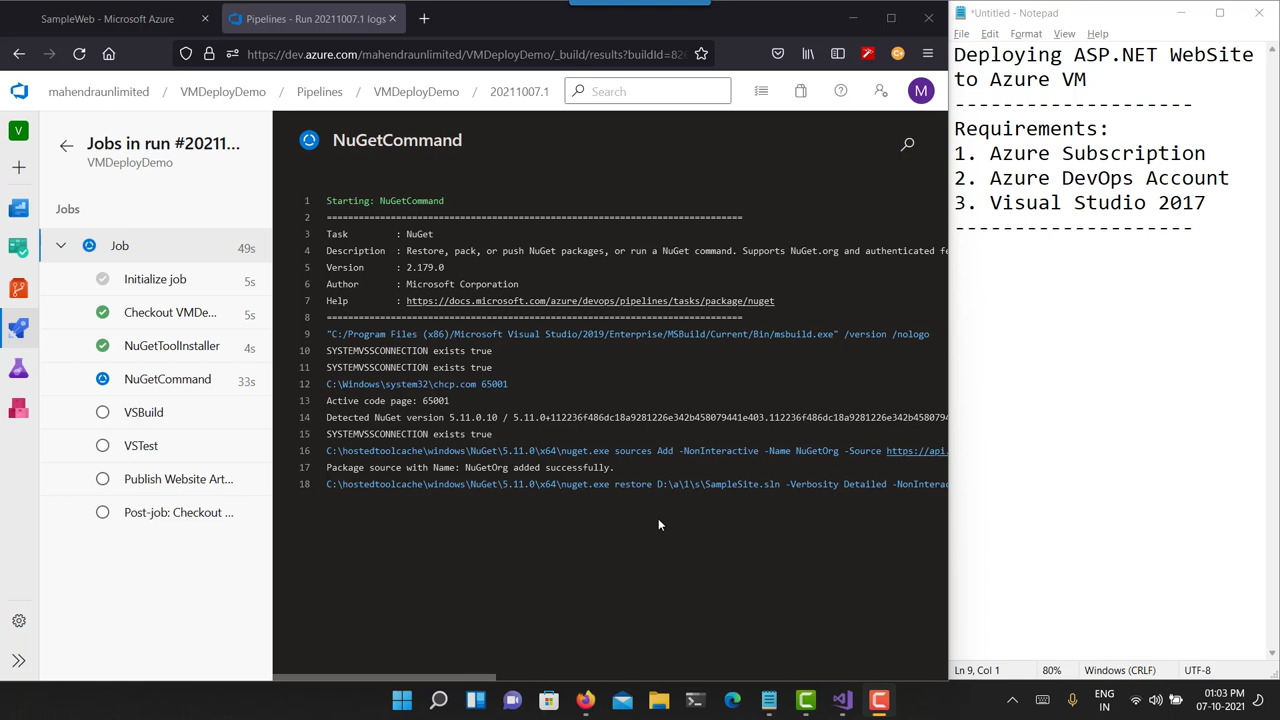 SampleWeb - Microsoft Azure
Pipelines - Run 20211007.1 logs
https://dev.azure.com/mahendraunlimited/VMDeployDemo/_build/results?buildId=82
mahendraunlimited / VMDeployDemo / Pipelines / VMDeployDemo / 20211007.1
Search
M
V
Jobs in run #20211...
VMDeployDemo
Jobs
Job 49s
Initialize job 5s
Checkout VMDe... 5s
NuGetToolInstaller 4s
NuGetCommand 33s
VSBuild
VSTest
Publish Website Art...
Post-job: Checkout ...
NuGetCommand
1 Starting: NuGetCommand
2 ==============================================================================
3 Task : NuGet
4 Description : Restore, pack, or push NuGet packages, or run a NuGet command. Supports NuGet.org and authenticated
5 Version : 2.179.0
6 Author : Microsoft Corporation
7 Help : https://docs.microsoft.com/azure/devops/pipelines/tasks/package/nuget
8 ==============================================================================
9 "C:/Program Files (x86)/Microsoft Visual Studio/2019/Enterprise/MSBuild/Current/Bin/msbuild.exe" /version /nologo
10 SYSTEMVSSCONNECTION exists true
11 SYSTEMVSSCONNECTION exists true
12 C:\Windows\system32\chcp.com 65001
13 Active code page: 65001
14 Detected NuGet version 5.11.0.10 / 5.11.0+112236f486dc18a9281226e342b458079441e403.112236f486dc18a9281226e342b4580794
15 SYSTEMVSSCONNECTION exists true
16 C:\hostedtoolcache\windows\NuGet\5.11.0\x64\nuget.exe sources Add -NonInteractive -Name NuGetOrg -Source https://api.
17 Package source with Name: NuGetOrg added successfully.
18 C:\hostedtoolcache\windows\NuGet\5.11.0\x64\nuget.exe restore D:\a\1\s\SampleSite.sln -Verbosity Detailed -NonInterac
*Untitled - Notepad
File Edit Format View Help
Deploying ASP.NET WebSite
to Azure VM
--------------------
Requirements:
1. Azure Subscription
2. Azure DevOps Account
3. Visual Studio 2017
--------------------
Ln 9, Col 1 80% Windows (CRLF) UTF-8
ENG
IN
01:03 PM
07-10-2021